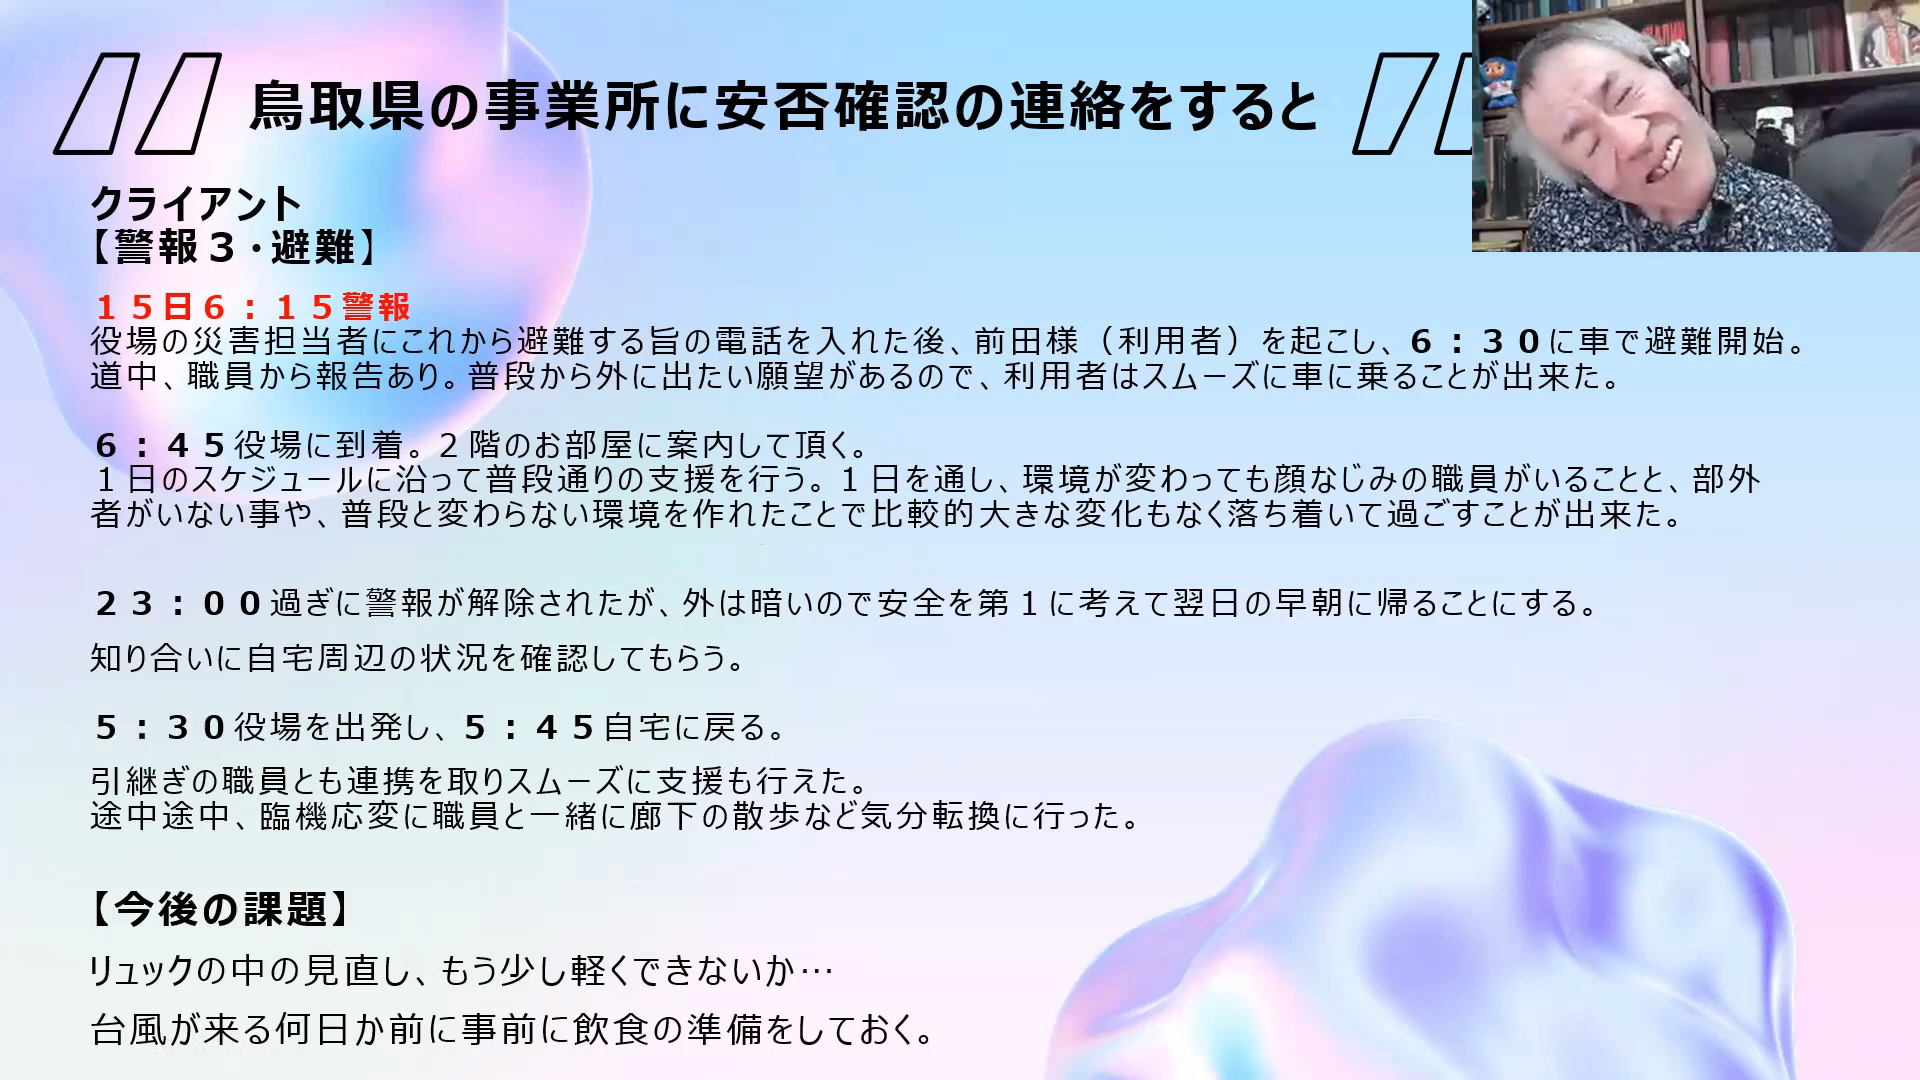 鳥取県の事業所に安否確認の連絡をすると
クライアント
【警報３・避難】
１５日６：１５警報
役場の災害担当者にこれから避難する旨の電話を入れた後、前田様（利用者）を起こし、６：３０に車で避難開始。
道中、職員から報告あり。普段から外に出たい願望があるので、利用者はスムーズに車に乗ることが出来た。
６：４５役場に到着。２階のお部屋に案内して頂く。
１日のスケジュールに沿って普段通りの支援を行う。１日を通し、環境が変わっても顔なじみの職員がいることと、部外
者がいない事や、普段と変わらない環境を作れたことで比較的大きな変化もなく落ち着いて過ごすことが出来た。
２３：００過ぎに警報が解除されたが、外は暗いので安全を第１に考えて翌日の早朝に帰ることにする。
知り合いに自宅周辺の状況を確認してもらう。
５：３０役場を出発し、５：４５自宅に戻る。
引継ぎの職員とも連携を取りスムーズに支援も行えた。
途中途中、臨機応変に職員と一緒に廊下の散歩など気分転換に行った。
【今後の課題】
リュックの中の見直し、もう少し軽くできないか…
台風が来る何日か前に事前に飲食の準備をしておく。